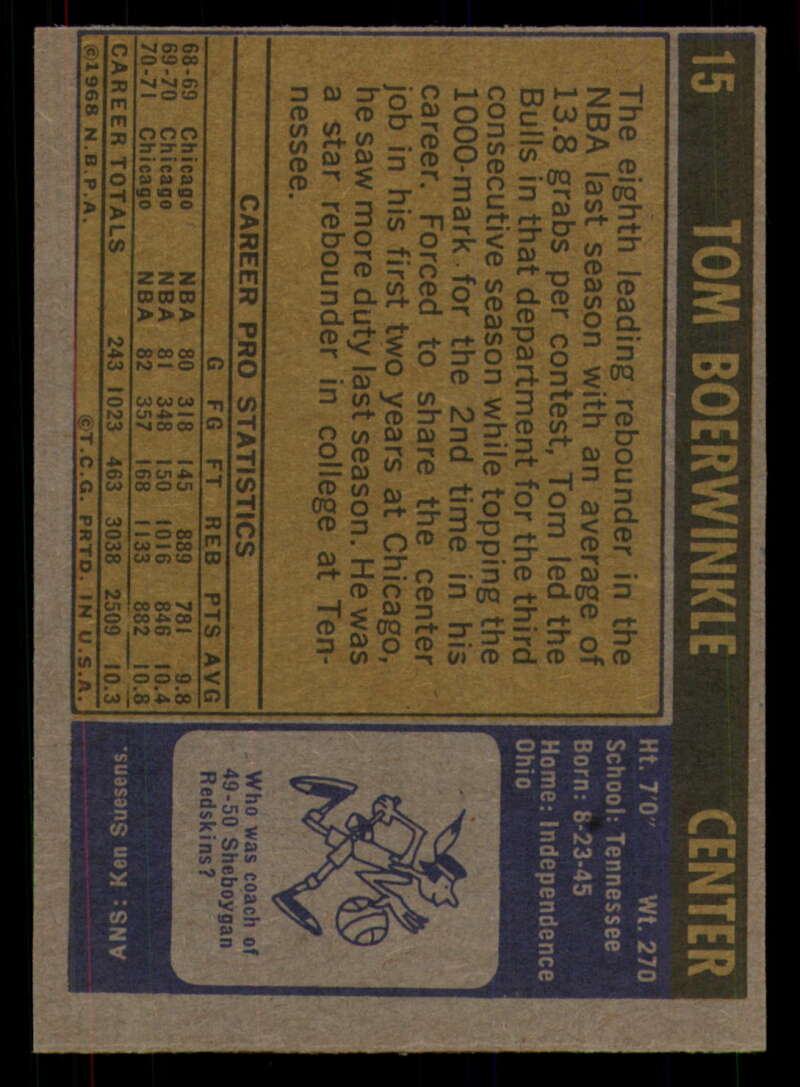 15 TOM BOERWINKLE CENTER
The eighth leading rebounder in the
NBA last season with an average of
13.8 grabs per contest, Tom led the
Bulls in that department for the third
consecutive season while topping the
1000-mark for the 2nd time in his
career. Forced to share the center
job in his first two years at Chicago,
he saw more duty last season. He was
a star rebounder in college at Ten-
nessee.
CAREER PRO STATISTICS
G FG FT REB PTS AVG
68-69 Chicago NBA 80 318 145 889 781 9.8
69-70 Chicago NBA 81 348 150 1016 846 10.4
70-71 Chicago NBA 82 357 168 1133 882 10.8
CAREER TOTALS 243 1023 463 3038 2509 10.3
©1968 N.B.P.A. ©T.C.G. PRTD. IN U.S.A.
Ht. 7'0" Wt. 270
School: Tennessee
Born: 8-23-45
Home: Independence
Ohio
Who was coach of
49-50 Sheboygan
Redskins?
ANS: Ken Suesens.